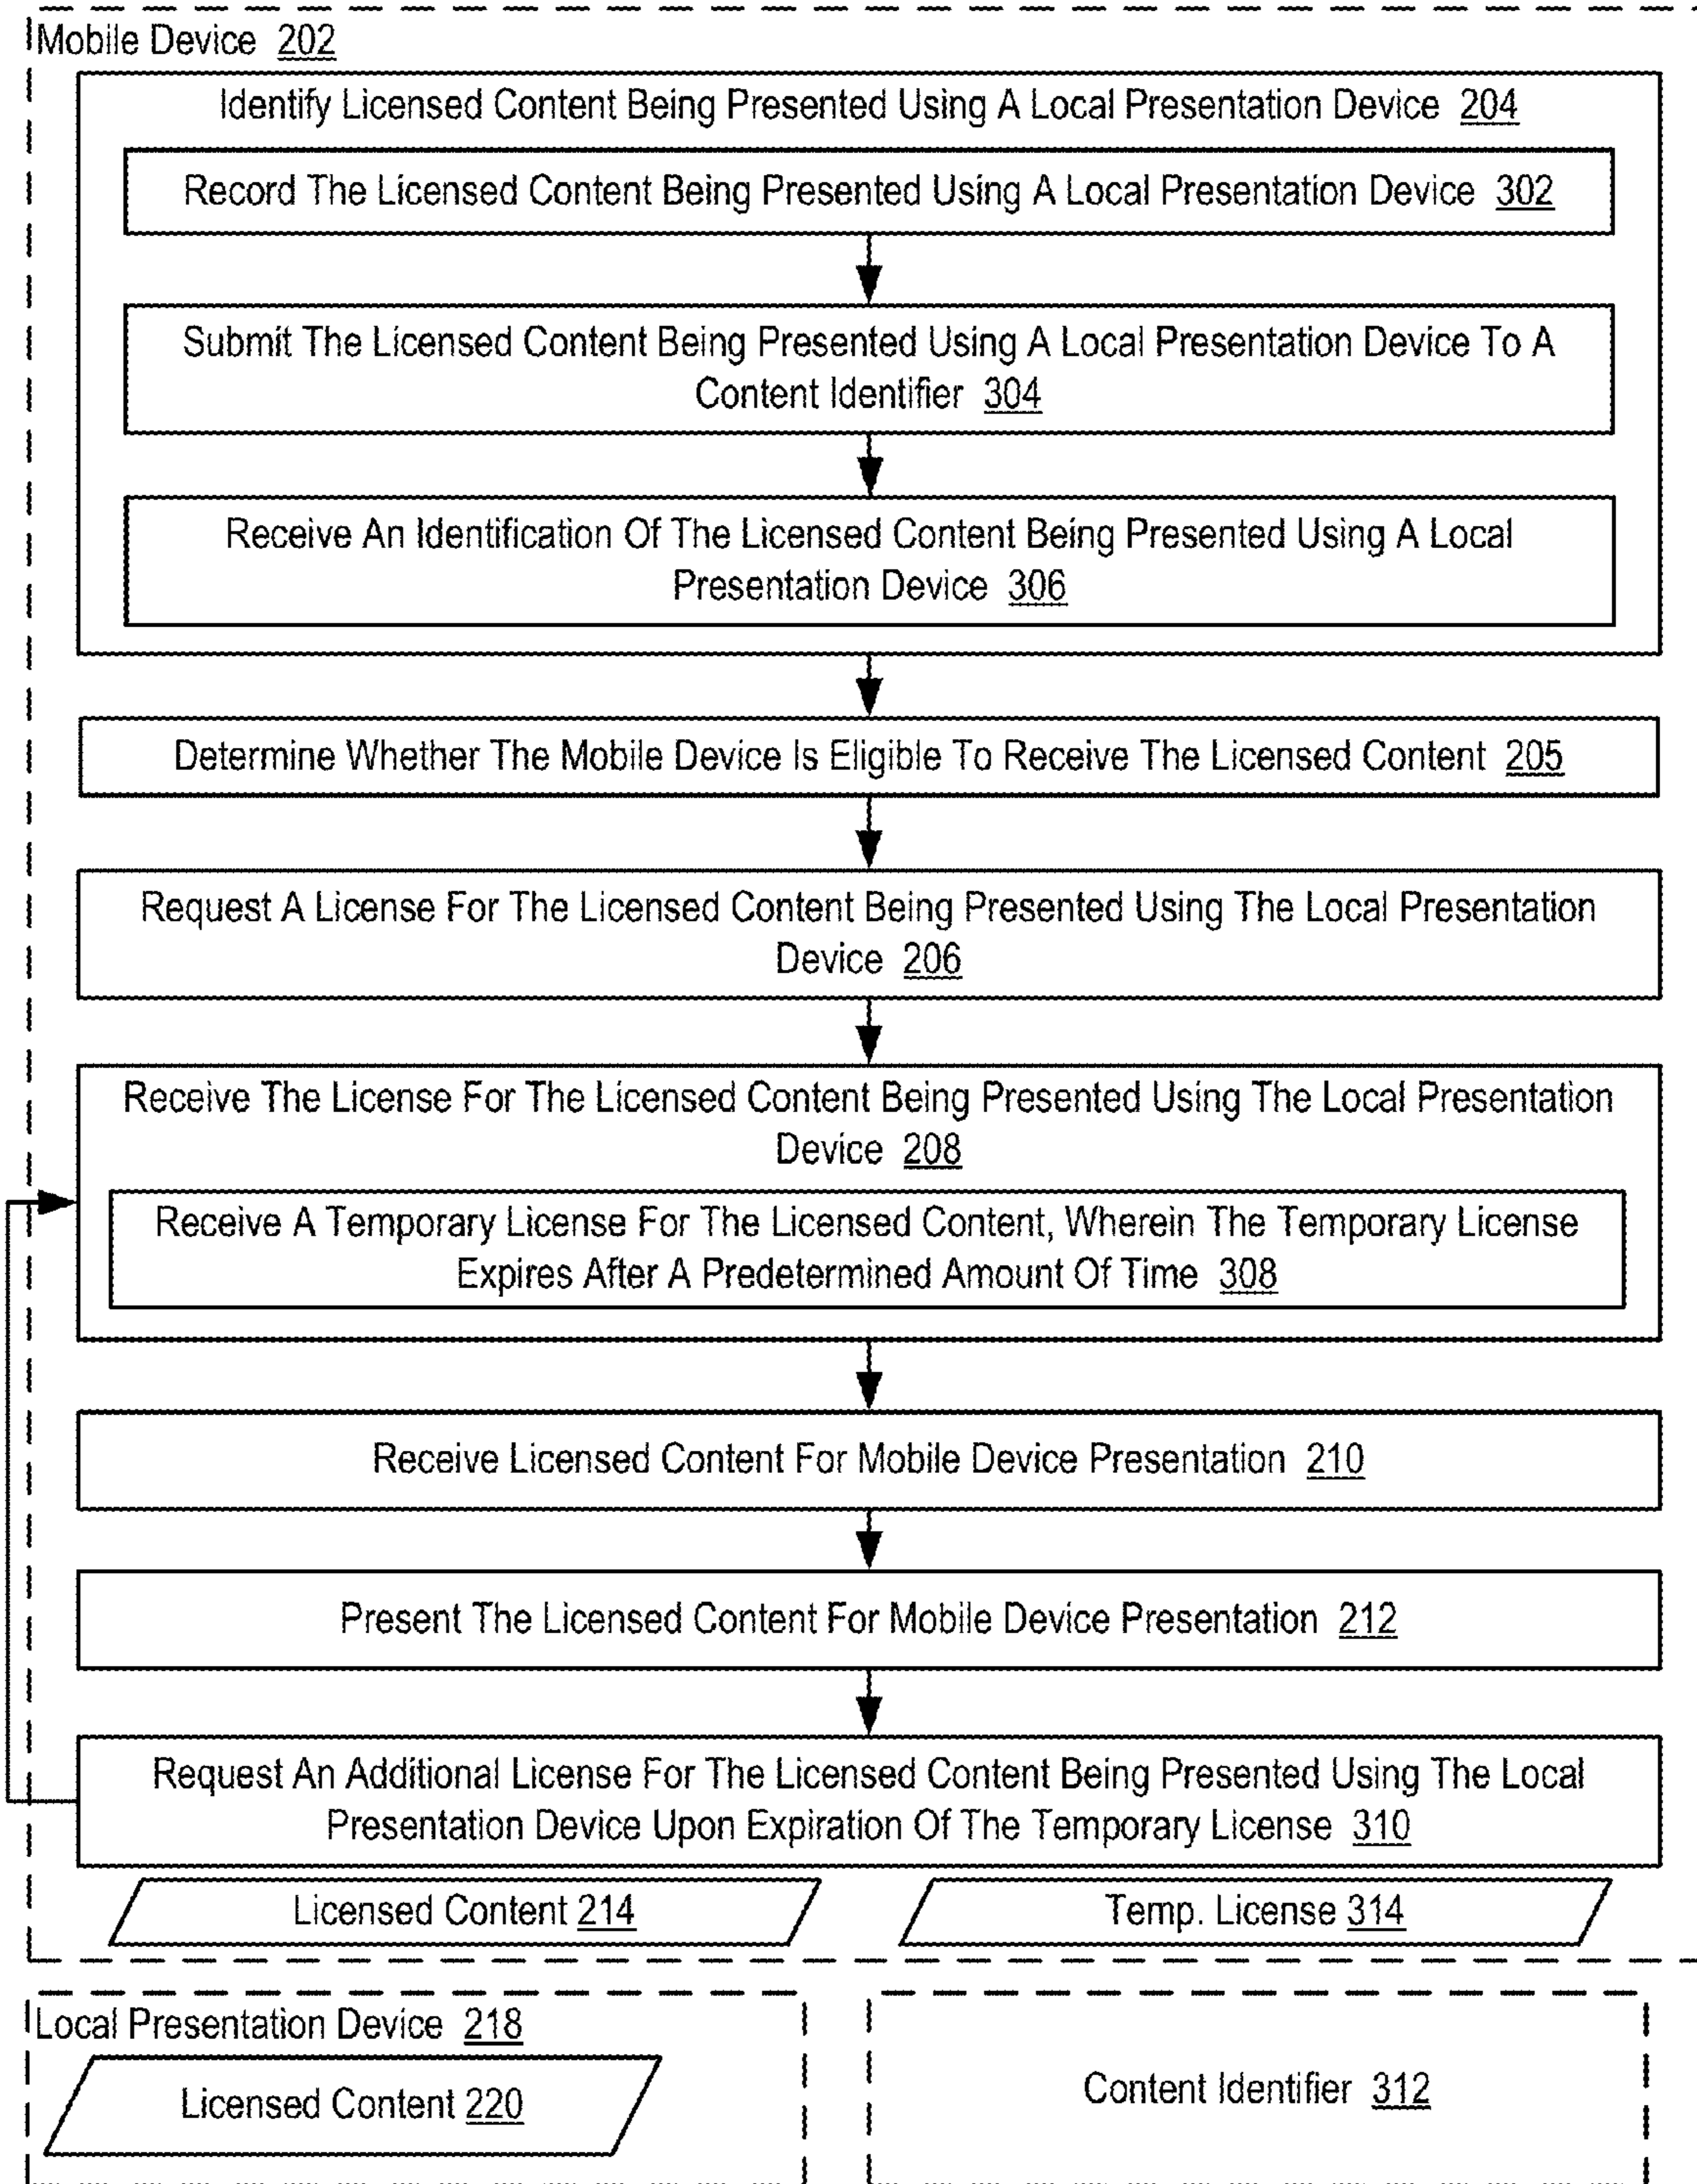 Mobile Device 202
Identify Licensed Content Being Presented Using A Local Presentation Device 204
Record The Licensed Content Being Presented Using A Local Presentation Device 302
Submit The Licensed Content Being Presented Using A Local Presentation Device To A
Content Identifier 304
Receive An Identification Of The Licensed Content Being Presented Using A Local
Presentation Device 306
Determine Whether The Mobile Device Is Eligible To Receive The Licensed Content 205
Request A License For The Licensed Content Being Presented Using The Local Presentation
Device 206
Receive The License For The Licensed Content Being Presented Using The Local Presentation
Device 208
Receive A Temporary License For The Licensed Content, Wherein The Temporary License
Expires After A Predetermined Amount Of Time 308
Receive Licensed Content For Mobile Device Presentation 210
Present The Licensed Content For Mobile Device Presentation 212
Request An Additional License For The Licensed Content Being Presented Using The Local
Presentation Device Upon Expiration Of The Temporary License 310
Licensed Content 214
Temp. License 314
Local Presentation Device 218
Licensed Content 220
Content Identifier 312